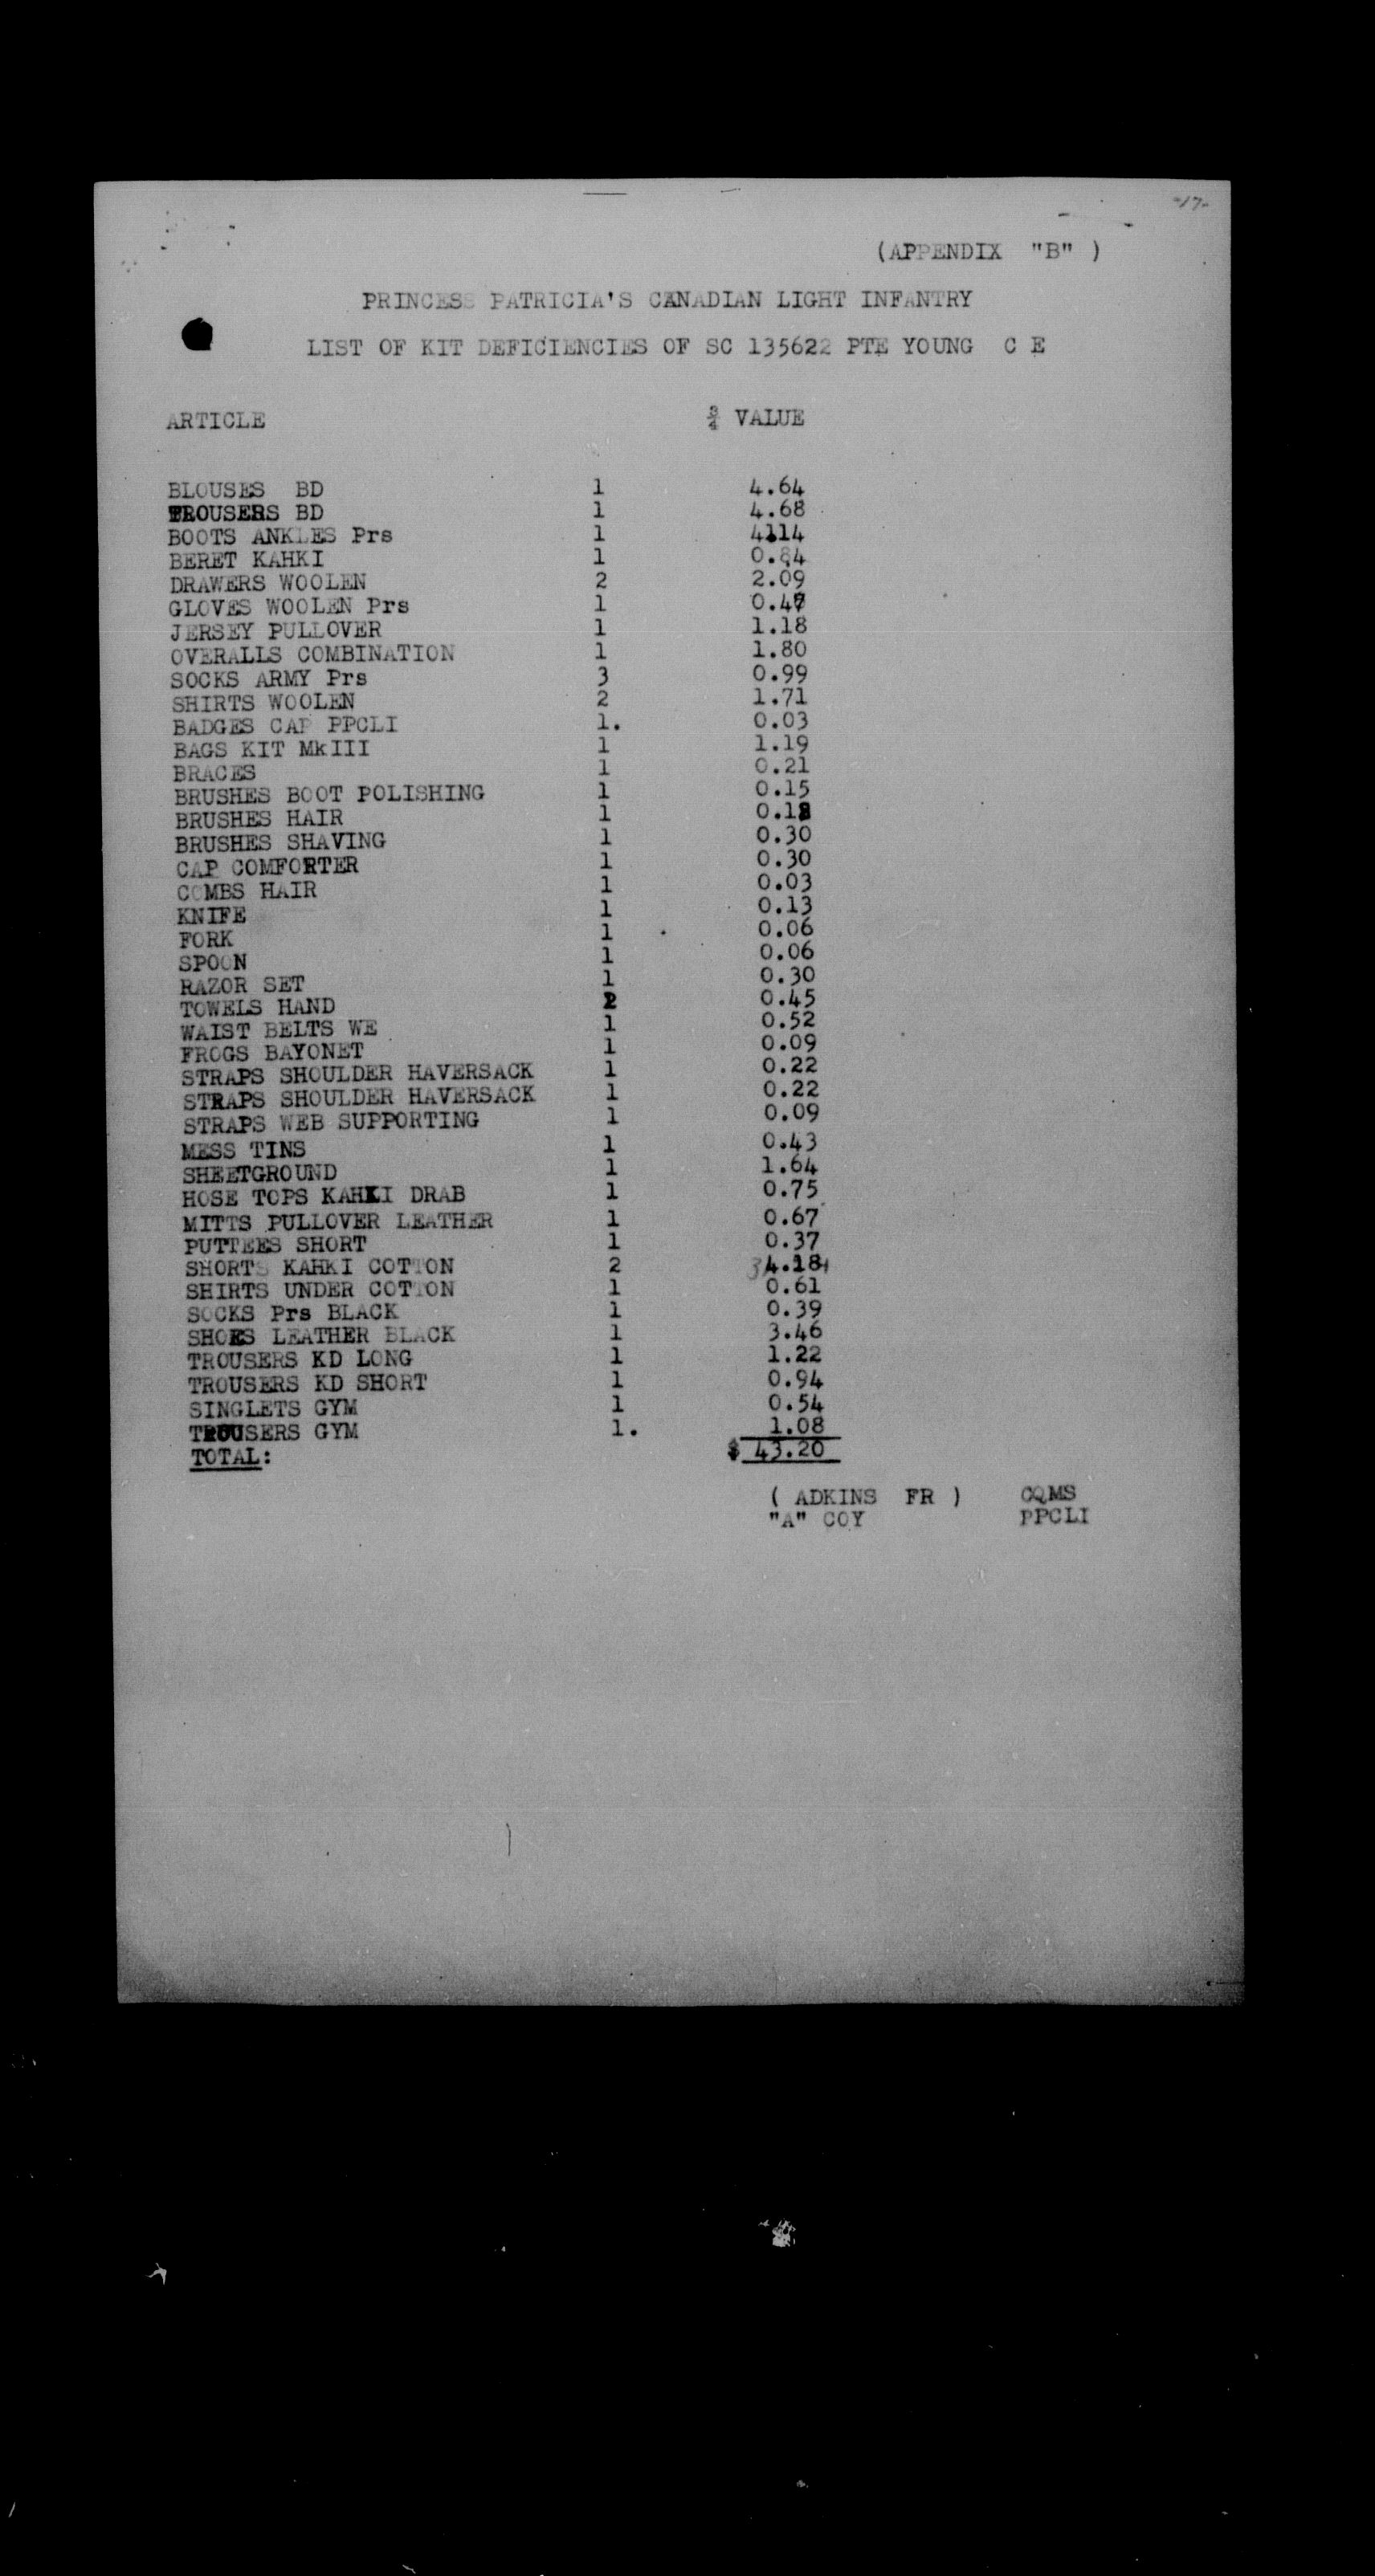 -17-
(APPENDIX "B" )
PRINCESS PATRICIA'S CANADIAN LIGHT INFANTRY
LIST OF KIT DEFICIENCIES OF SC 135622 PTE YOUNG C E
ARTICLE ¾ VALUE
BLOUSES BD 1 4.64
TROUSERS BD 1 4.68
BOOTS ANKLES Prs 1 4114
BERET KAHKI 1 0.84
DRAWERS WOOLEN 2 2.09
GLOVES WOOLEN Prs 1 0.47
JERSEY PULLOVER 1 1.18
OVERALLS COMBINATION 1 1.80
SOCKS ARMY Prs 3 0.99
SHIRTS WOOLEN 2 1.71
BADGES CAP PPCLI 1. 0.03
BAGS KIT MkIII 1 1.19
BRACES 1 0.21
BRUSHES BOOT POLISHING 1 0.15
BRUSHES HAIR 1 0.18
BRUSHES SHAVING 1 0.30
CAP COMFORTER 1 0.30
COMBS HAIR 1 0.03
KNIFE 1 0.13
FORK 1 0.06
SPOON 1 0.06
RAZOR SET 1 0.30
TOWELS HAND 2 0.45
WAIST BELTS WE 1 0.52
FROGS BAYONET 1 0.09
STRAPS SHOULDER HAVERSACK 1 0.22
STRAPS SHOULDER HAVERSACK 1 0.22
STRAPS WEB SUPPORTING 1 0.09
MESS TINS 1 0.43
SHEETGROUND 1 1.64
HOSE TOPS KAHKI DRAB 1 0.75
MITTS PULLOVER LEATHER 1 0.67
PUTTEES SHORT 1 0.37
SHORTS KAHKI COTTON 2 4.18
SHIRTS UNDER COTTON 1 0.61
SOCKS Prs BLACK 1 0.39
SHOES LEATHER BLACK 1 3.46
TROUSERS KD LONG 1 1.22
TROUSERS KD SHORT 1 0.94
SINGLETS GYM 1 0.54
TROUSERS GYM 1. 1.08
TOTAL: $ 43.20
( ADKINS FR ) CQMS
"A" COY PPCLI